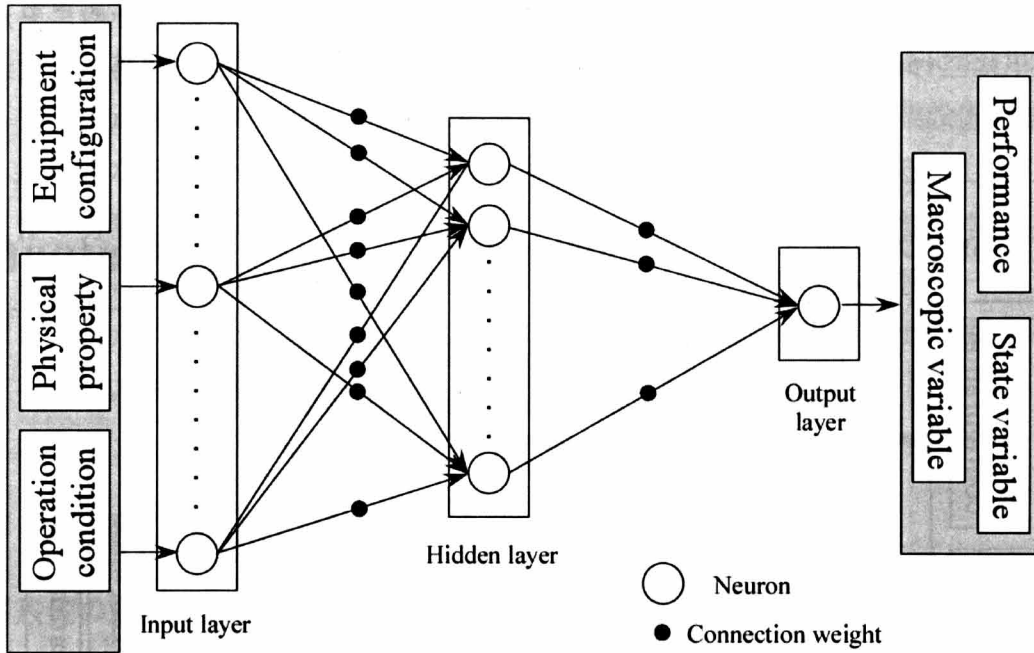 Equipment
configuration
Physical
property
Operation
condition
Input layer
Hidden layer
Output
layer
Macroscopic variable
Performance
State variable
Neuron
Connection weight